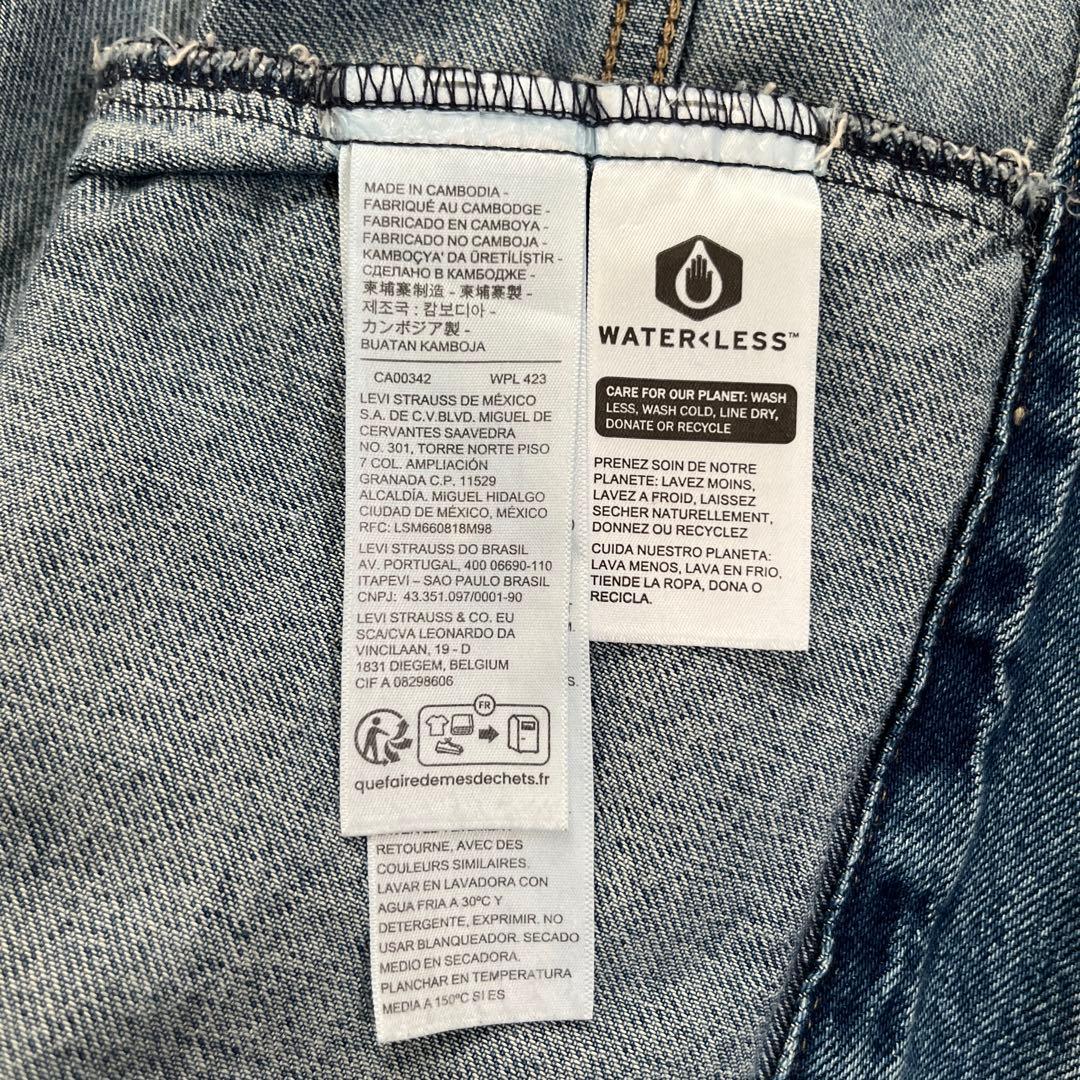 MADE IN CAMBODIA -
FABRIQUÉ AU CAMBODGE -
FABRICADO EN CAMBOYA -
FABRICADO NO CAMBOJA -
KAMBOÇYA' DA ÜRETİLİŞTİR -
СДЕЛАНО В КАМБОДЖЕ -
柬埔寨制造 - 柬埔寨製 -
제조국 : 캄보디아 -
カンボジア製 -
BUATAN KAMBOJA
CA00342 WPL 423
LEVI STRAUSS DE MÉXICO
S.A. DE C.V.BLVD. MIGUEL DE
CERVANTES SAAVEDRA
NO. 301, TORRE NORTE PISO
7 COL. AMPLIACIÓN
GRANADA C.P. 11529
ALCALDÍA. MIGUEL HIDALGO
CIUDAD DE MÉXICO, MÉXICO
RFC: LSM660818M98
LEVI STRAUSS DO BRASIL
AV. PORTUGAL, 400 06690-110
ITAPEVI – SAO PAULO BRASIL
CNPJ: 43.351.097/0001-90
LEVI STRAUSS & CO. EU
SCA/CVA LEONARDO DA
VINCILAAN, 19 - D
1831 DIEGEM, BELGIUM
CIF A 08298606
FR
quefairedemesdechets.fr
RETOURNE, AVEC DES
COULEURS SIMILAIRES.
LAVAR EN LAVADORA CON
AGUA FRIA A 30ºC Y
DETERGENTE, EXPRIMIR. NO
USAR BLANQUEADOR. SECADO
MEDIO EN SECADORA.
PLANCHAR EN TEMPERATURA
MEDIA A 150ºC SI ES
WATER<LESS™
CARE FOR OUR PLANET: WASH
LESS, WASH COLD, LINE DRY,
DONATE OR RECYCLE
PRENEZ SOIN DE NOTRE
PLANETE: LAVEZ MOINS,
LAVEZ A FROID, LAISSEZ
SECHER NATURELLEMENT,
DONNEZ OU RECYCLEZ
CUIDA NUESTRO PLANETA:
LAVA MENOS, LAVA EN FRIO,
TIENDE LA ROPA, DONA O
RECICLA.